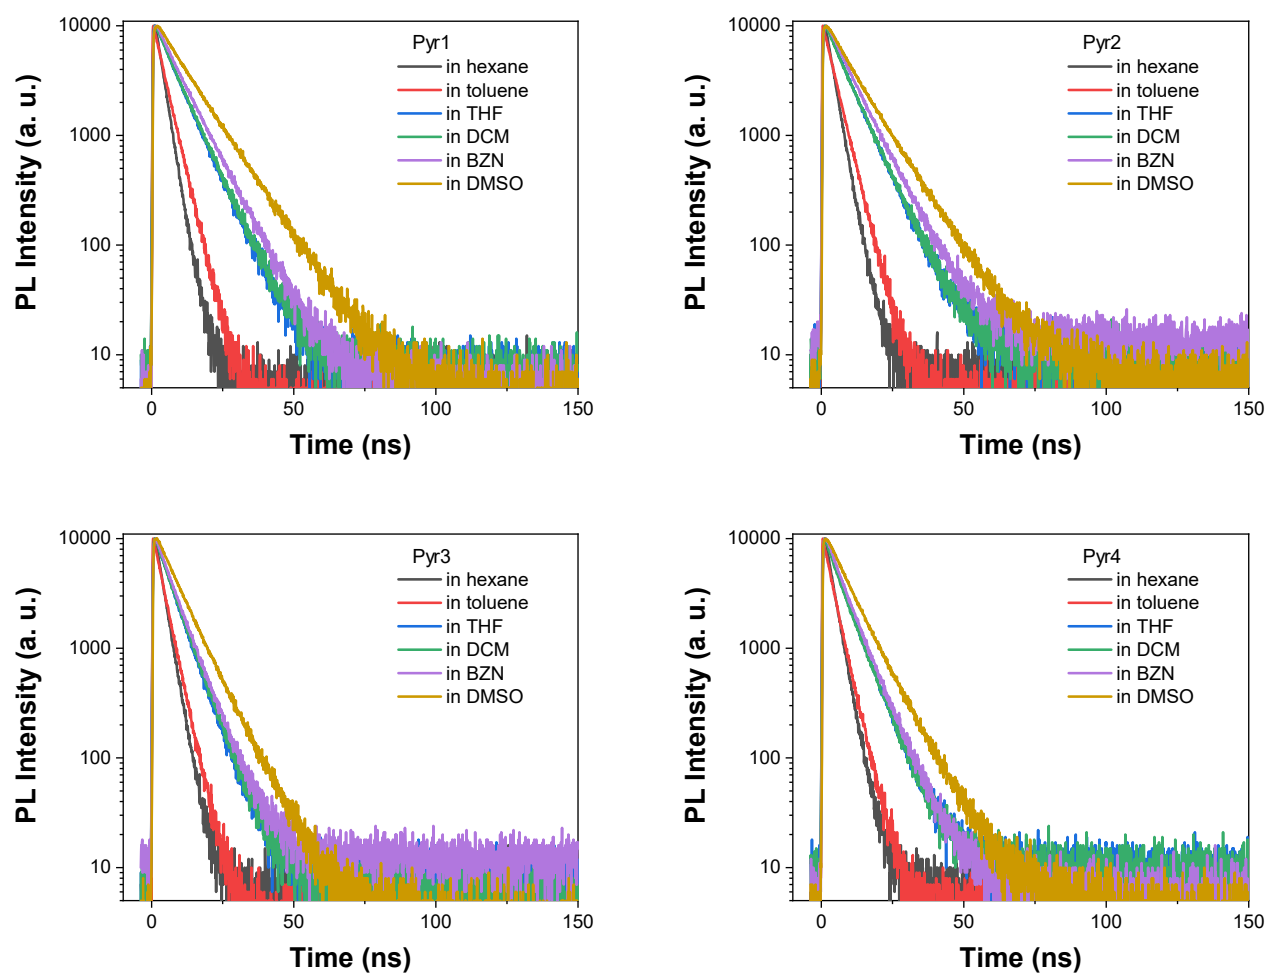 Pyr1
in hexane
in toluene
in THF
in DCM
in BZN
in DMSO
10000
1000
100
10
PL Intensity (a. u.)
0
50
100
150
Time (ns)
Pyr2
in hexane
in toluene
in THF
in DCM
in BZN
in DMSO
10000
1000
100
10
PL Intensity (a. u.)
0
50
100
150
Time (ns)
Pyr3
in hexane
in toluene
in THF
in DCM
in BZN
in DMSO
10000
1000
100
10
PL Intensity (a. u.)
0
50
100
150
Time (ns)
Pyr4
in hexane
in toluene
in THF
in DCM
in BZN
in DMSO
10000
1000
100
10
PL Intensity (a. u.)
0
50
100
150
Time (ns)